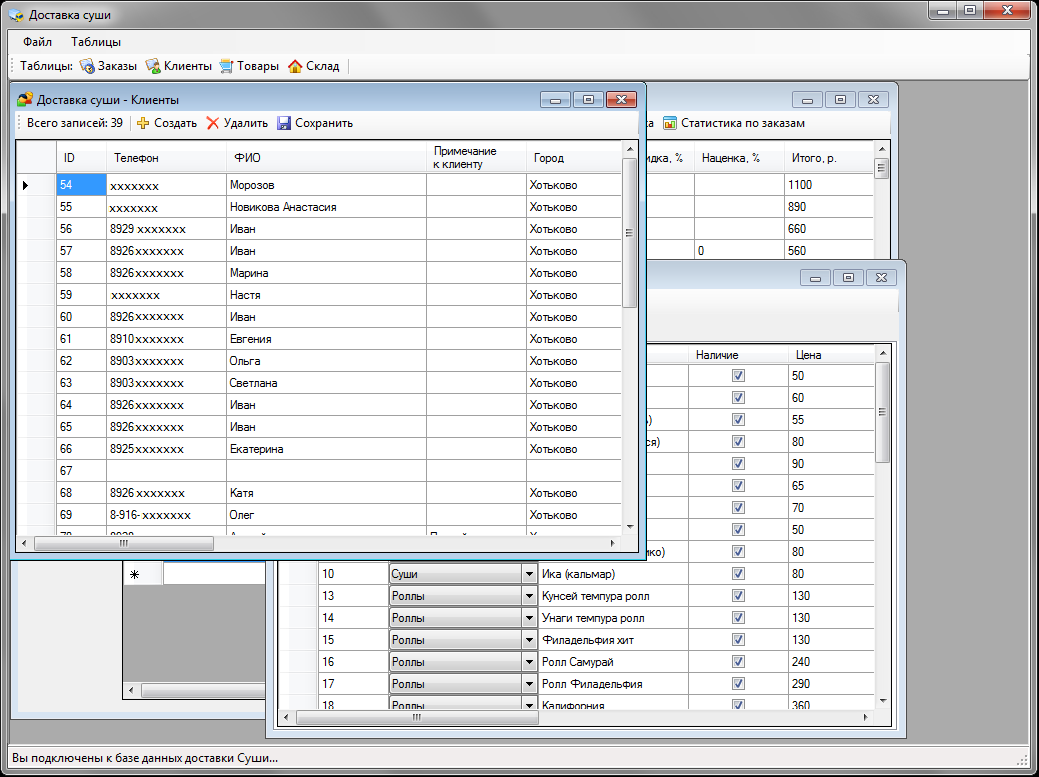 Доставка суши
Файл Таблицы
Таблицы: Заказы Клиенты Товары Склад
Доставка суши - Клиенты
Всего записей: 39 Создать Удалить Сохранить
Статистика по заказам
ID Телефон ФИО Примечание к клиенту Город
54 xxxxxxx Морозов Хотьково
55 xxxxxxx Новикова Анастасия Хотьково
56 8929 xxxxxxx Иван Хотьково
57 8926xxxxxxx Иван Хотьково
58 8926xxxxxxx Марина Хотьково
59 xxxxxxx Настя Хотьково
60 8926xxxxxxx Иван Хотьково
61 8910xxxxxxx Евгения Хотьково
62 8903xxxxxxx Ольга Хотьково
63 8903xxxxxxx Светлана Хотьково
64 8926xxxxxxx Иван Хотьково
65 8926xxxxxxx Иван Хотьково
66 8925xxxxxxx Екатерина Хотьково
67
68 8926 xxxxxxx Катя Хотьково
69 8-916- xxxxxxx Олег Хотьково
идка, % Наценка, % Итого, р.
1100
890
660
0 560
Наличие Цена
50
60
55
ся) 80
90
65
70
50
ико) 80
10 Суши Ика (кальмар) 80
13 Роллы Кунсей темпура ролл 130
14 Роллы Унаги темпура ролл 130
15 Роллы Филадельфия хит 130
16 Роллы Ролл Самурай 240
17 Роллы Ролл Филадельфия 290
18 Роллы Калифорния 360
Вы подключены к базе данных доставки Суши...